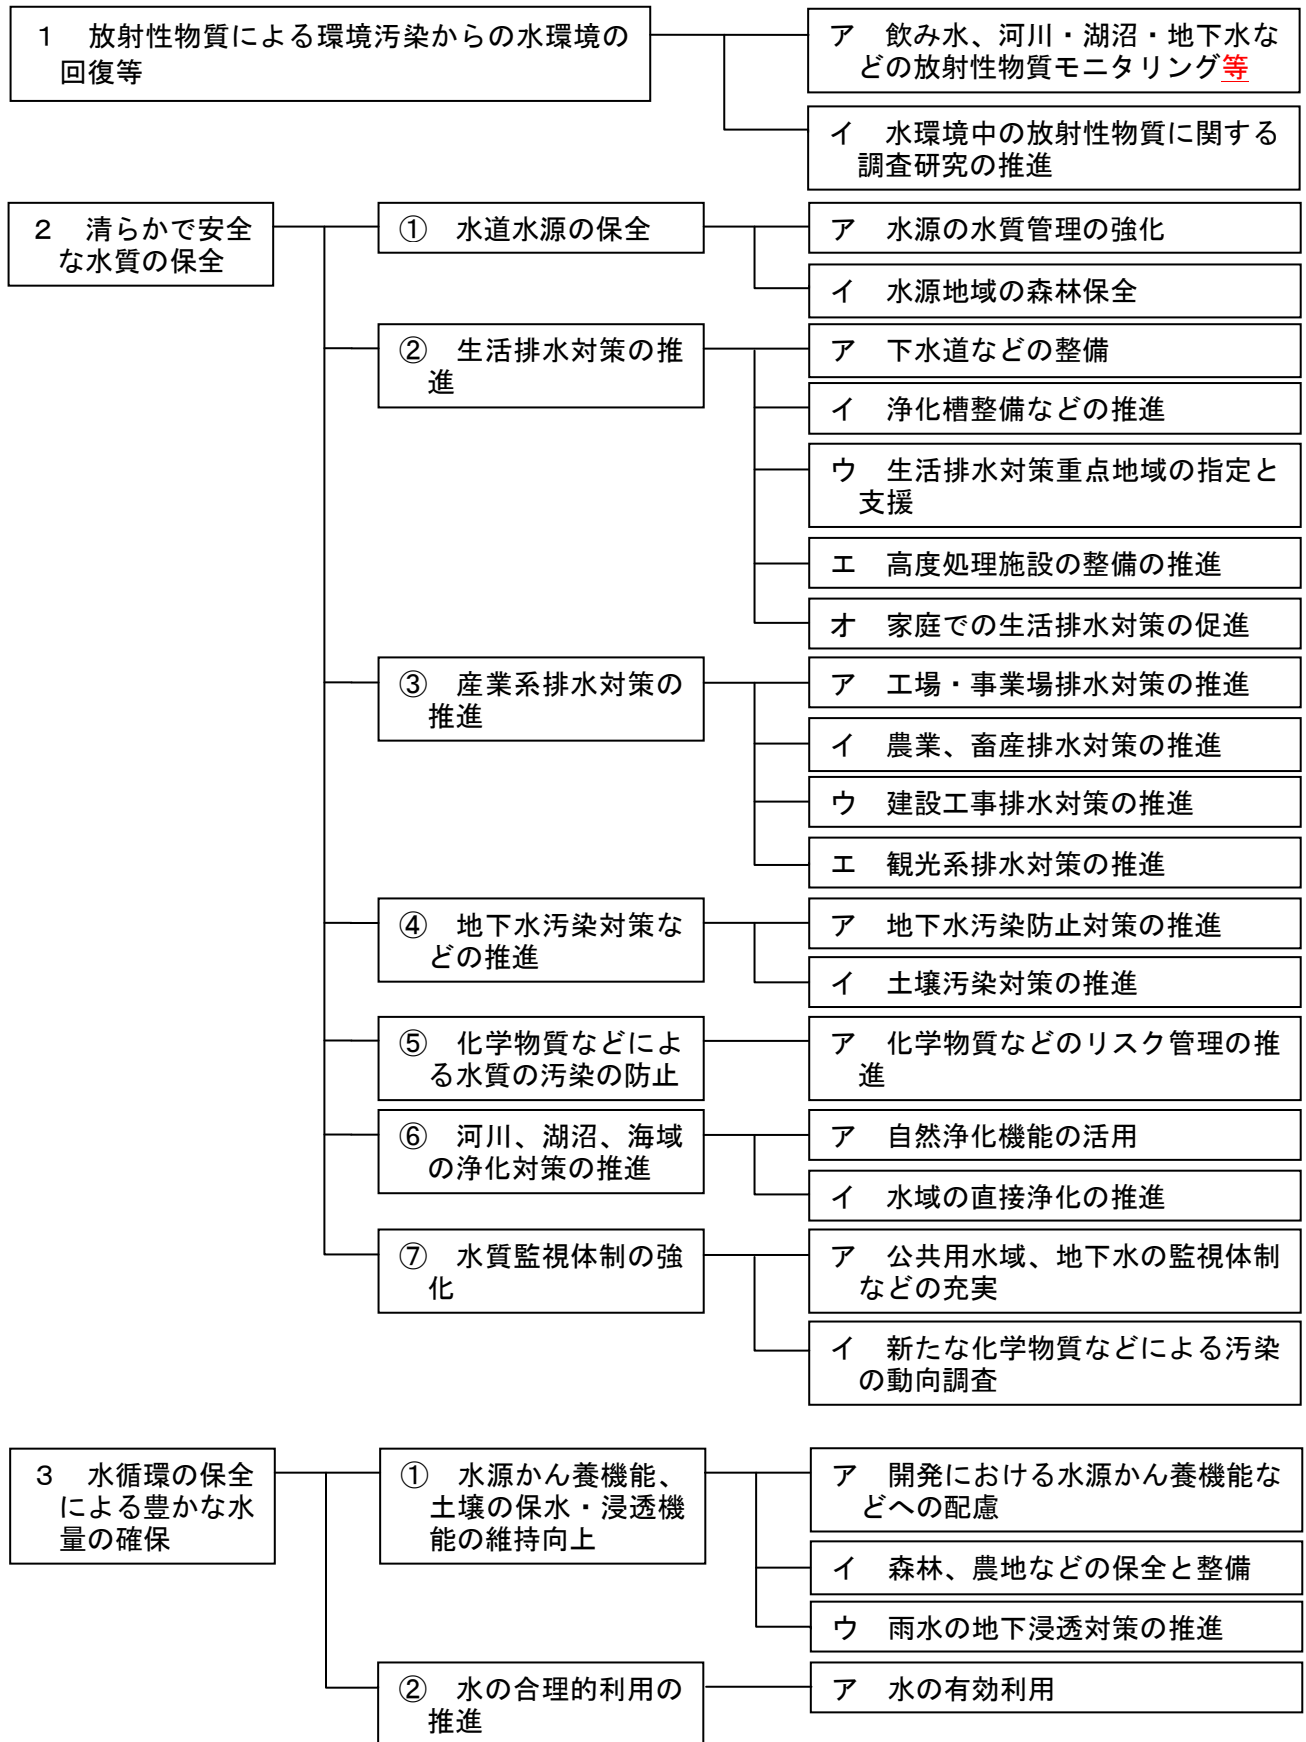 １　放射性物質による環境汚染からの水環境の
回復等
ア　飲み水、河川・湖沼・地下水な
どの放射性物質モニタリング等
イ　水環境中の放射性物質に関する
調査研究の推進
２　清らかで安全
な水質の保全
①　水道水源の保全
ア　水源の水質管理の強化
イ　水源地域の森林保全
②　生活排水対策の推
進
ア　下水道などの整備
イ　浄化槽整備などの推進
ウ　生活排水対策重点地域の指定と
支援
エ　高度処理施設の整備の推進
オ　家庭での生活排水対策の促進
③　産業系排水対策の
推進
ア　工場・事業場排水対策の推進
イ　農業、畜産排水対策の推進
ウ　建設工事排水対策の推進
エ　観光系排水対策の推進
④　地下水汚染対策な
どの推進
ア　地下水汚染防止対策の推進
イ　土壌汚染対策の推進
⑤　化学物質などによ
る水質の汚染の防止
ア　化学物質などのリスク管理の推
進
⑥　河川、湖沼、海域
の浄化対策の推進
ア　自然浄化機能の活用
イ　水域の直接浄化の推進
⑦　水質監視体制の強
化
ア　公共用水域、地下水の監視体制
などの充実
イ　新たな化学物質などによる汚染
の動向調査
３　水循環の保全
による豊かな水
量の確保
①　水源かん養機能、
土壌の保水・浸透機
能の維持向上
ア　開発における水源かん養機能な
どへの配慮
イ　森林、農地などの保全と整備
ウ　雨水の地下浸透対策の推進
②　水の合理的利用の
推進
ア　水の有効利用